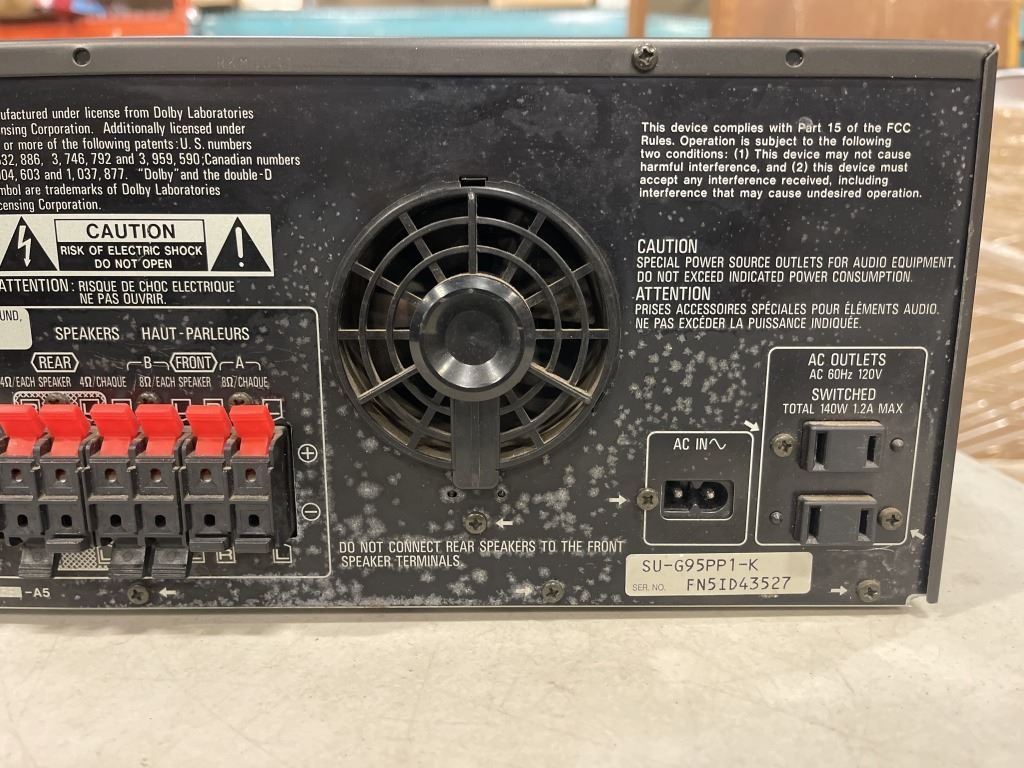 ufactured under license from Dolby Laboratories
ensing Corporation. Additionally licensed under
or more of the following patents: U.S. numbers
32, 886, 3, 746, 792 and 3, 959, 590: Canadian numbers
04, 603 and 1, 037, 877. "Dolby" and the double-D
mbol are trademarks of Dolby Laboratories
censing Corporation.
CAUTION
RISK OF ELECTRIC SHOCK
DO NOT OPEN
ATTENTION : RISQUE DE CHOC ELECTRIQUE
NE PAS OUVRIR.
OUND,
SPEAKERS HAUT-PARLEURS
REAR B FRONT A
4Ω/EACH SPEAKER 4Ω/CHAQUE 8Ω/EACH SPEAKER 8Ω/CHAQUE
+
−
R L
-A5
DO NOT CONNECT REAR SPEAKERS TO THE FRONT
SPEAKER TERMINALS.
This device complies with Part 15 of the FCC
Rules. Operation is subject to the following
two conditions: (1) This device may not cause
harmful interference, and (2) this device must
accept any interference received, including
interference that may cause undesired operation.
CAUTION
SPECIAL POWER SOURCE OUTLETS FOR AUDIO EQUIPMENT.
DO NOT EXCEED INDICATED POWER CONSUMPTION.
ATTENTION
PRISES ACCESSOIRES SPÉCIALES POUR ÉLÉMENTS AUDIO.
NE PAS EXCÉDER LA PUISSANCE INDIQUÉE.
AC OUTLETS
AC 60Hz 120V
SWITCHED
TOTAL 140W 1.2A MAX
AC IN∿
SU-G95PP1-K
SER. NO. FN5ID43527